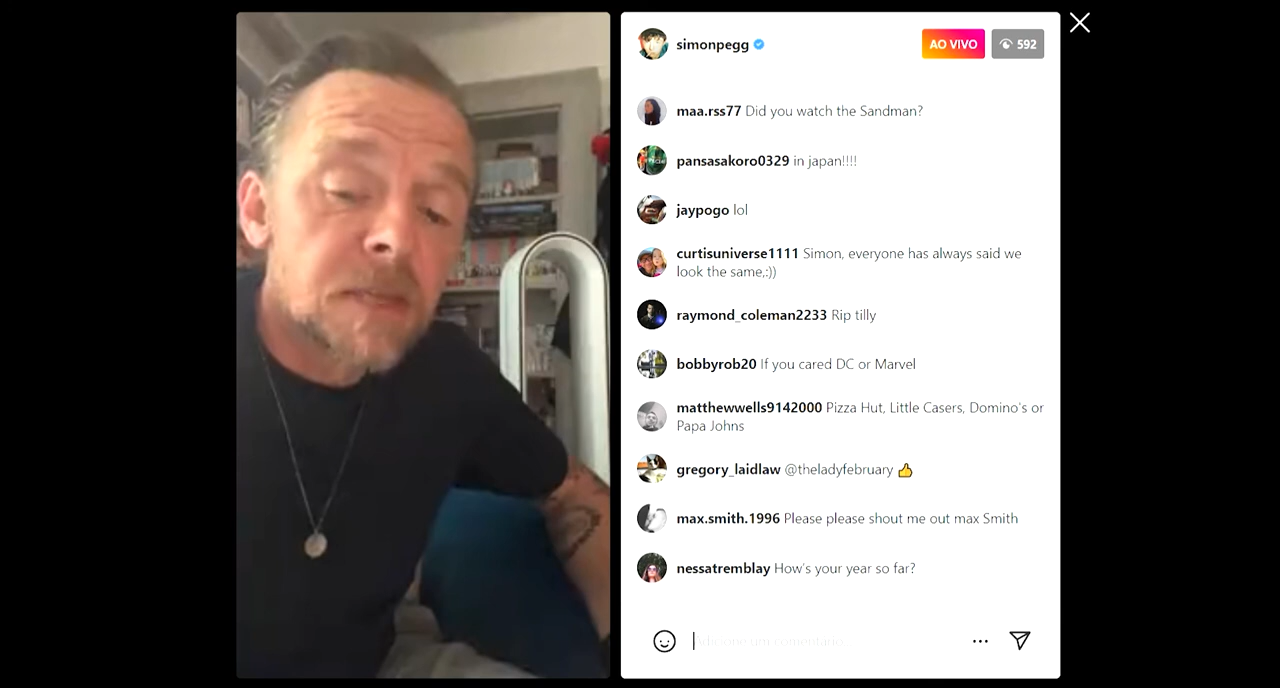 simonpegg
AO VIVO
592
maa.rss77 Did you watch the Sandman?
pansasakoro0329 in japan!!!!
jaypogo lol
curtisuniverse1111 Simon, everyone has always said we
look the same,:))
raymond_coleman2233 Rip tilly
bobbyrob20 If you cared DC or Marvel
matthewwells9142000 Pizza Hut, Little Casers, Domino's or
Papa Johns
gregory_laidlaw @theladyfebruary 👍
max.smith.1996 Please please shout me out max Smith
nessatremblay How's your year so far?
Adicione um comentário...